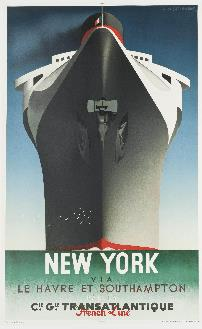 NEW YORK
VIA
LE HAVRE ET SOUTHAMPTON
Cⁱᵉ Gˡᵉ TRANSATLANTIQUE
French Line